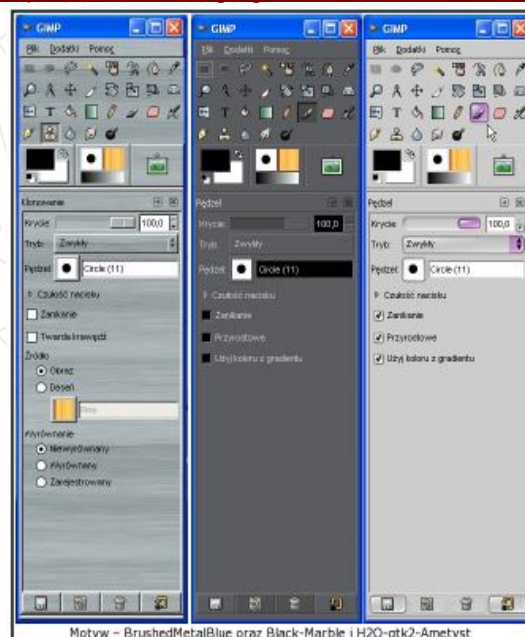 GIMP
Plik Dodatki Pomoc
Klonowanie
Krycie: 100,0
Tryb: Zwykły
Pędzel: Circle (11)
Czułość nacisku
Zanikanie
Twarda krawędź
Źródło
Obraz
Deseń
Pine
Wyrównanie
Niewyrównany
Wyrównany
Zarejestrowany
GIMP
Plik Dodatki Pomoc
Pędzel
Krycie: 100,0
Tryb: Zwykły
Pędzel: Circle (11)
Czułość nacisku
Zanikanie
Przyrostowe
Użyj koloru z gradientu
GIMP
Plik Dodatki Pomoc
Pędzel
Krycie: 100,0
Tryb: Zwykły
Pędzel: Circle (11)
Czułość nacisku
Zanikanie
Przyrostowe
Użyj koloru z gradientu
Motyw – BrushedMetalBlue oraz Black-Marble i H2O-gtk2-Ametyst